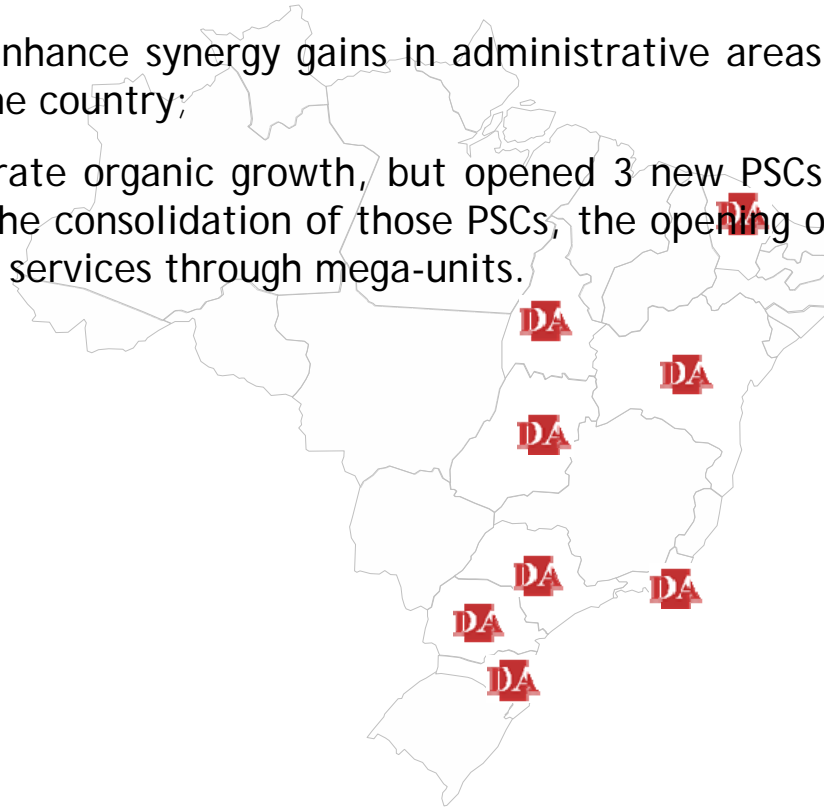 nhance synergy gains in administrative areas
ne country;
rate organic growth, but opened 3 new PSCs
he consolidation of those PSCs, the opening o
services through mega-units.
DA
DA
DA
DA
DA
DA
DA
DA